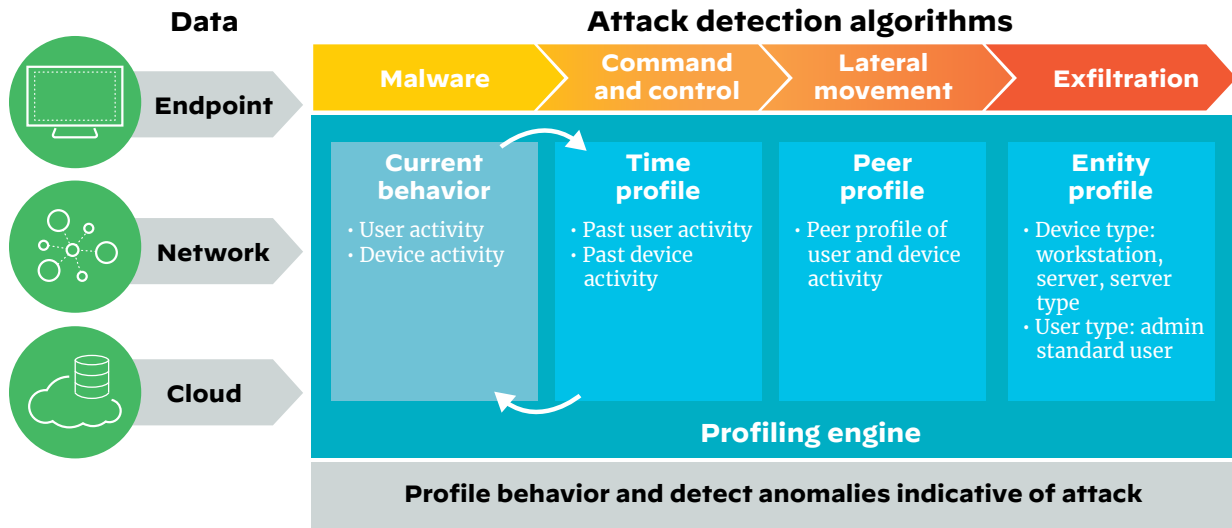 Data
Attack detection algorithms
Endpoint
Network
Cloud
Malware
Command
and control
Lateral
movement
Exfiltration
Current
behavior
· User activity
· Device activity
Time
profile
· Past user activity
· Past device
activity
Peer
profile
· Peer profile of
user and device
activity
Entity
profile
· Device type:
workstation,
server, server
type
· User type: admin
standard user
Profiling engine
Profile behavior and detect anomalies indicative of attack